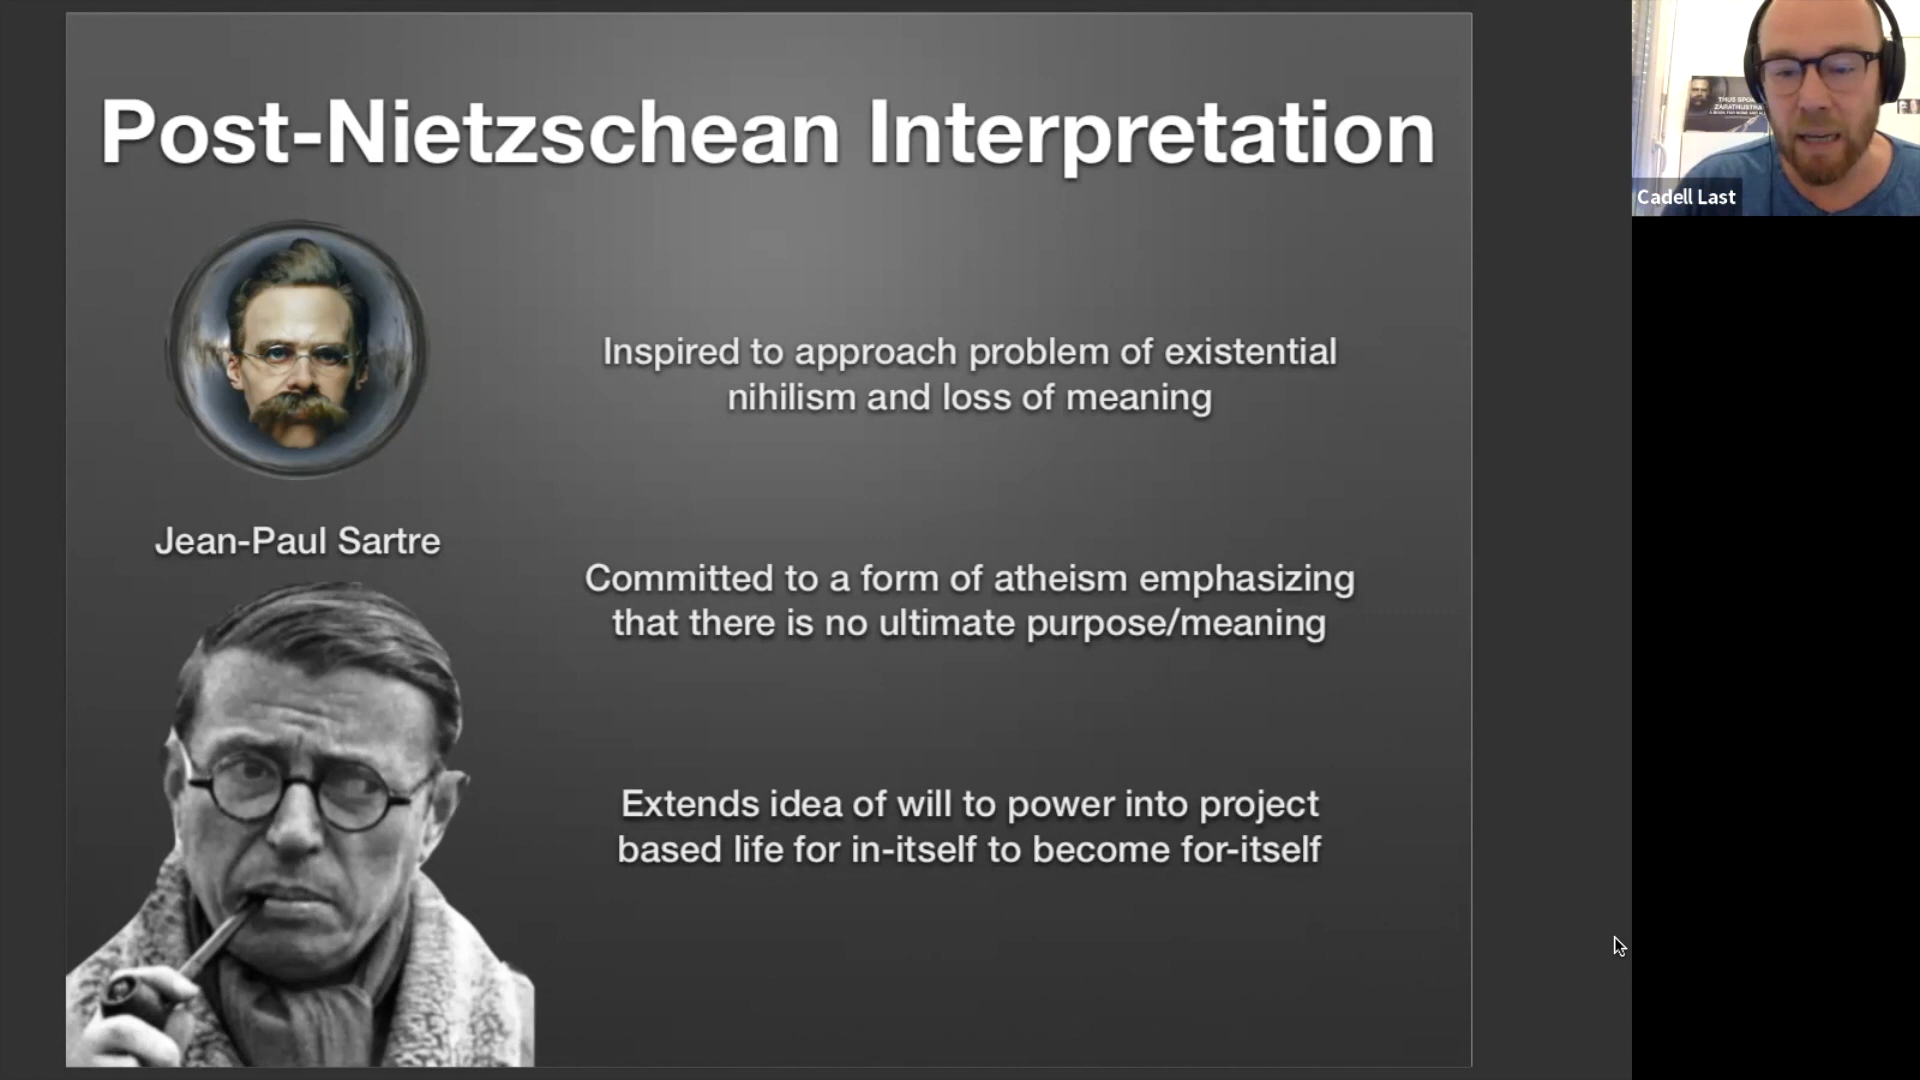 Post-Nietzschean Interpretation
Inspired to approach problem of existential
nihilism and loss of meaning
Jean-Paul Sartre
Committed to a form of atheism emphasizing
that there is no ultimate purpose/meaning
Extends idea of will to power into project
based life for in-itself to become for-itself
THUS
ZARATHUSTRA
Cadell Last